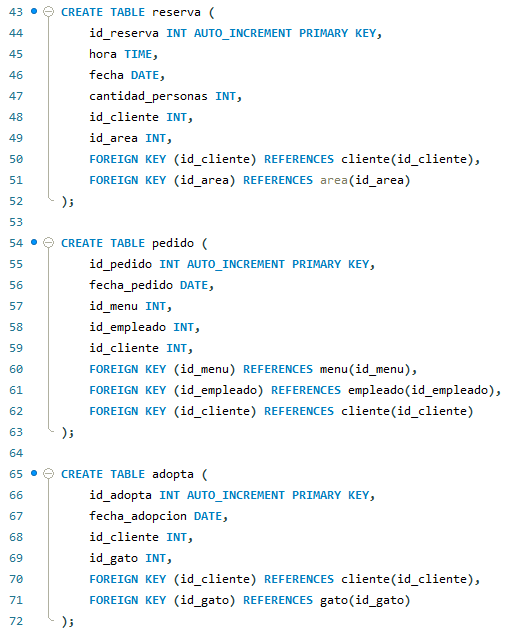 43 CREATE TABLE reserva (
44 id_reserva INT AUTO_INCREMENT PRIMARY KEY,
45 hora TIME,
46 fecha DATE,
47 cantidad_personas INT,
48 id_cliente INT,
49 id_area INT,
50 FOREIGN KEY (id_cliente) REFERENCES cliente(id_cliente),
51 FOREIGN KEY (id_area) REFERENCES area(id_area)
52 );
53
54 CREATE TABLE pedido (
55 id_pedido INT AUTO_INCREMENT PRIMARY KEY,
56 fecha_pedido DATE,
57 id_menu INT,
58 id_empleado INT,
59 id_cliente INT,
60 FOREIGN KEY (id_menu) REFERENCES menu(id_menu),
61 FOREIGN KEY (id_empleado) REFERENCES empleado(id_empleado),
62 FOREIGN KEY (id_cliente) REFERENCES cliente(id_cliente)
63 );
64
65 CREATE TABLE adopta (
66 id_adopta INT AUTO_INCREMENT PRIMARY KEY,
67 fecha_adopcion DATE,
68 id_cliente INT,
69 id_gato INT,
70 FOREIGN KEY (id_cliente) REFERENCES cliente(id_cliente),
71 FOREIGN KEY (id_gato) REFERENCES gato(id_gato)
72 );